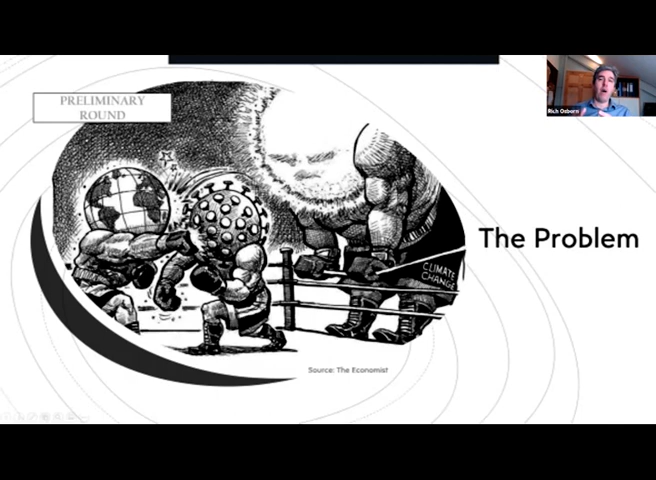 PRELIMINARY
ROUND
Rich Osborn
The Problem
CLIMATE
CHANGE
Source: The Economist